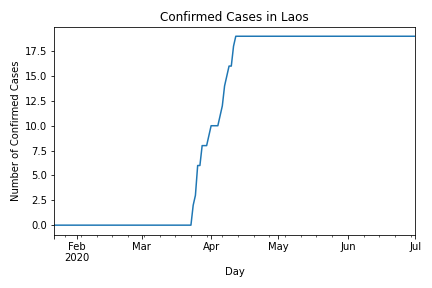 Confirmed Cases in Laos
Number of Confirmed Cases
17.5
15.0
12.5
10.0
7.5
5.0
2.5
0.0
Feb
2020
Mar
Apr
May
Jun
Jul
Day